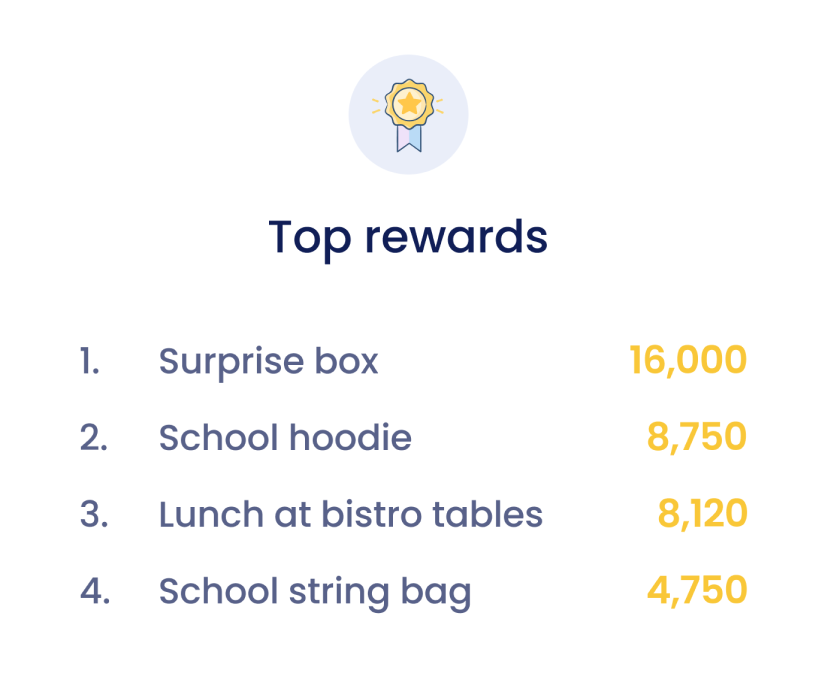 Top rewards
1. Surprise box 16,000
2. School hoodie 8,750
3. Lunch at bistro tables 8,120
4. School string bag 4,750